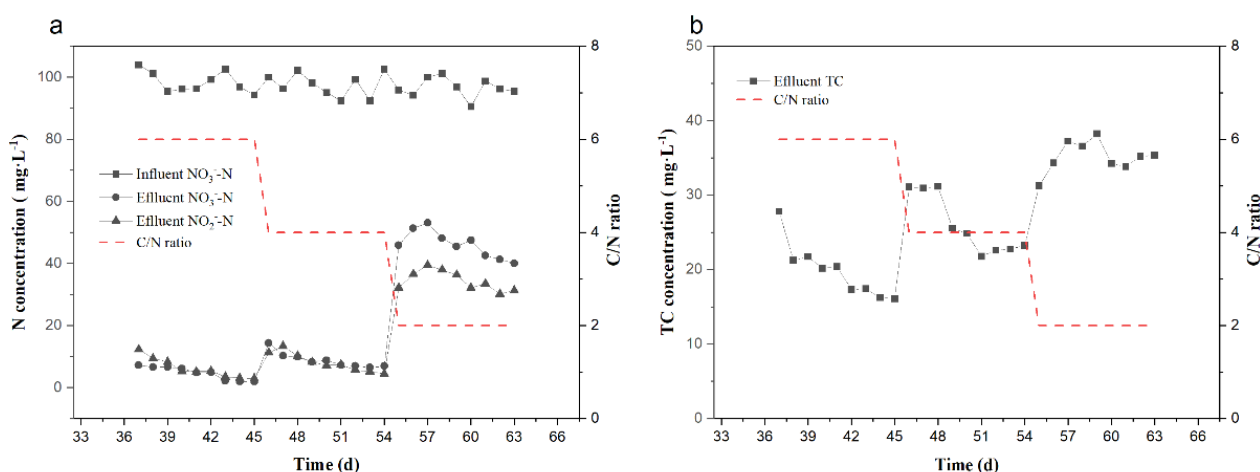 a
N concentration ( mg·L⁻¹)
100
80
60
40
20
0
Influent NO₃⁻-N
Eflluent NO₃⁻-N
Eflluent NO₂⁻-N
C/N ratio
8
6
4
2
0
C/N ratio
33 36 39 42 45 48 51 54 57 60 63 66
Time (d)
b
TC concentration ( mg·L⁻¹)
50
40
30
20
10
0
Eflluent TC
C/N ratio
8
6
4
2
0
C/N ratio
33 36 39 42 45 48 51 54 57 60 63 66
Time (d)